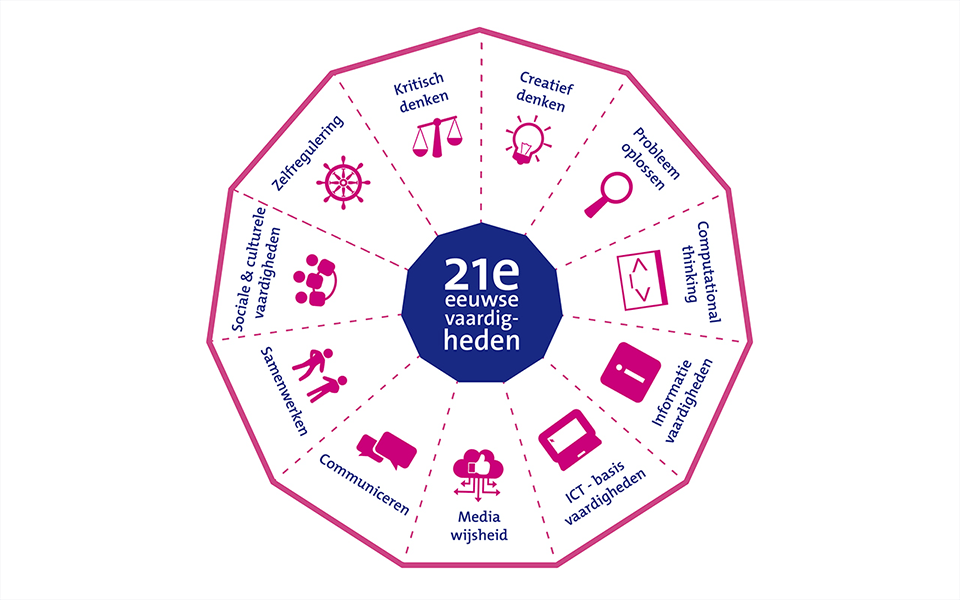 21e
eeuwse
vaardig-
heden
Kritisch
denken
Creatief
denken
Probleem
oplossen
Computational
thinking
Informatie
vaardigheden
ICT - basis
vaardigheden
Media
wijsheid
Communiceren
Samenwerken
Sociale & culturele
vaardigheden
Zelfregulering